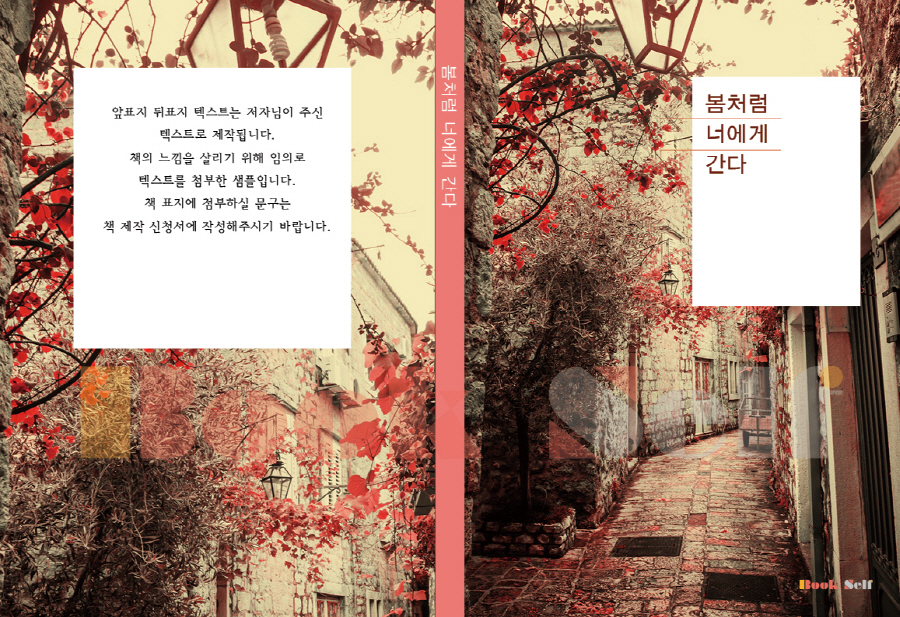 앞표지 뒤표지 텍스트는 저자님이 주신
텍스트로 제작됩니다.
책의 느낌을 살리기 위해 임의로
텍스트를 첨부한 샘플입니다.
책 표지에 첨부하실 문구는
책 제작 신청서에 작성해주시기 바랍니다.
봄처럼 너에게 간다
봄처럼
너에게
간다
Book Self